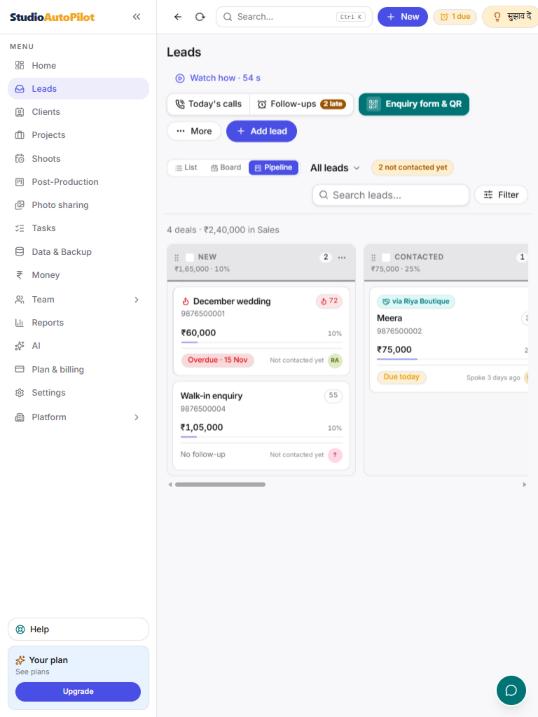 StudioAutoPilot
Search... Ctrl K
+ New
1 due
सुझाव दें
MENU
Home
Leads
Clients
Projects
Shoots
Post-Production
Photo sharing
Tasks
Data & Backup
Money
Team
Reports
AI
Plan & billing
Settings
Platform
Help
Your plan
See plans
Upgrade
Leads
Watch how · 54 s
Today's calls
Follow-ups 2 late
Enquiry form & QR
More
+ Add lead
List
Board
Pipeline
All leads
2 not contacted yet
Search leads...
Filter
4 deals · ₹2,40,000 in Sales
NEW 2
₹1,65,000 · 10%
December wedding 72
9876500001
₹60,000 10%
Overdue · 15 Nov Not contacted yet RA
Walk-in enquiry 55
9876500004
₹1,05,000 10%
No follow-up Not contacted yet ?
CONTACTED 1
₹75,000 · 25%
via Riya Boutique
Meera
9876500002
₹75,000
Due today Spoke 3 days ago